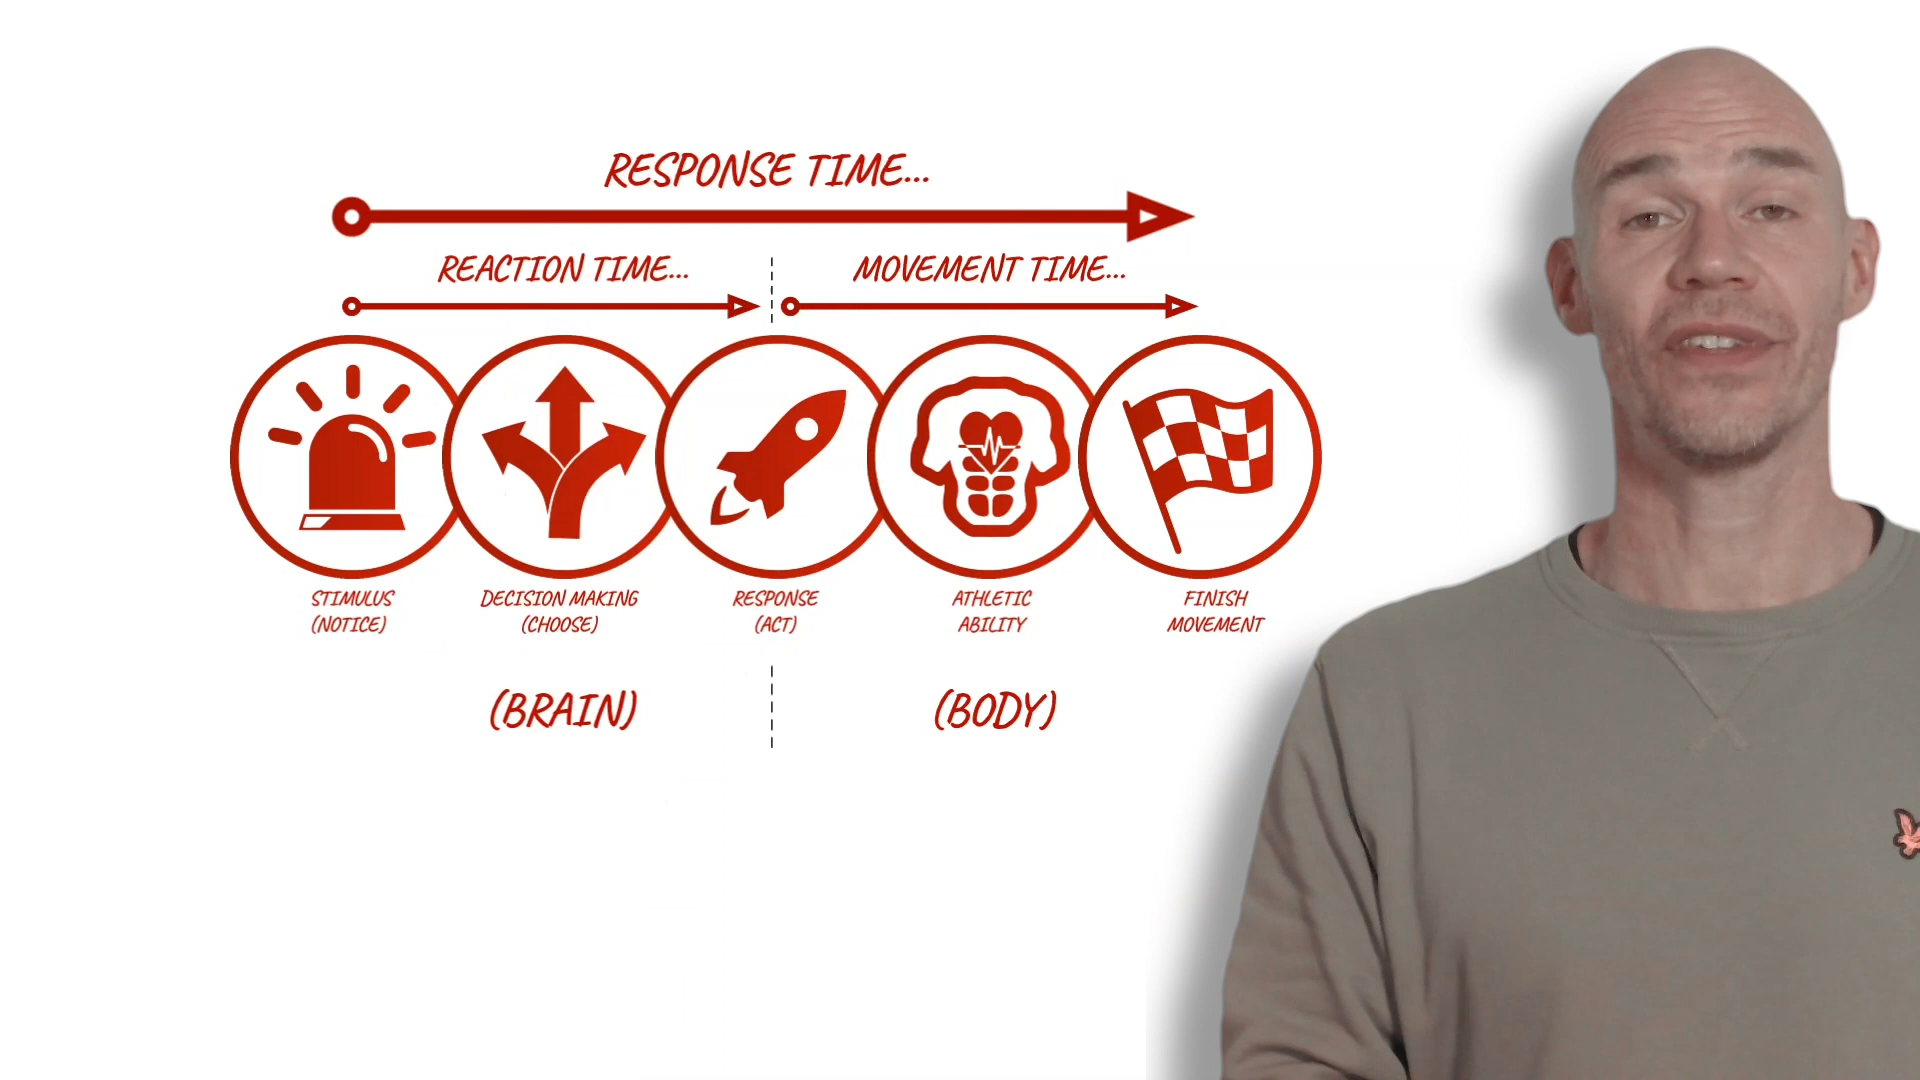 RESPONSE TIME...
REACTION TIME...
MOVEMENT TIME...
STIMULUS
(NOTICE)
DECISION MAKING
(CHOOSE)
RESPONSE
(ACT)
ATHLETIC
ABILITY
FINISH
MOVEMENT
(BRAIN)
(BODY)